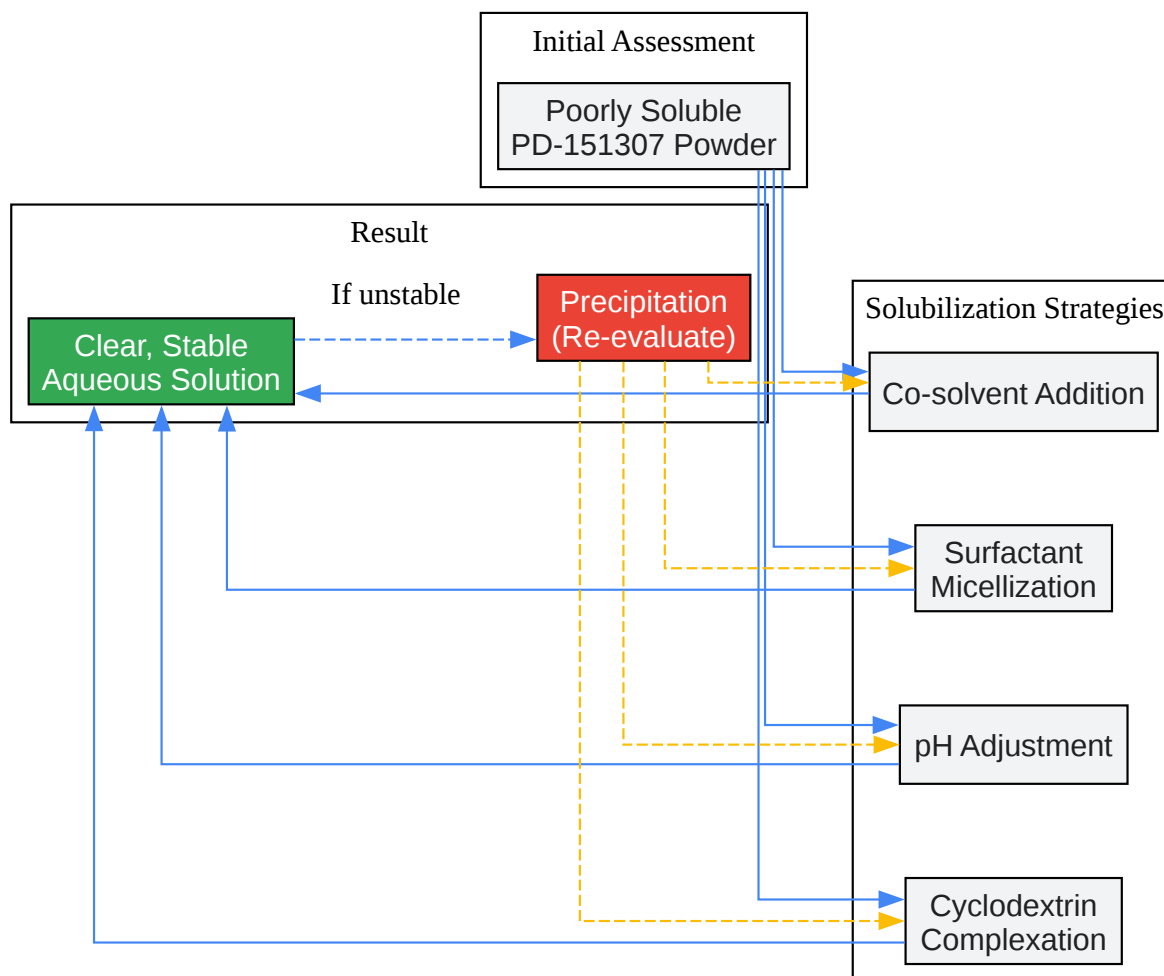 Initial Assessment
Poorly Soluble
PD-151307 Powder
Result
If unstable
Precipitation
(Re-evaluate)
Clear, Stable
Aqueous Solution
Solubilization Strategies
Co-solvent Addition
Surfactant
Micellization
pH Adjustment
Cyclodextrin
Complexation